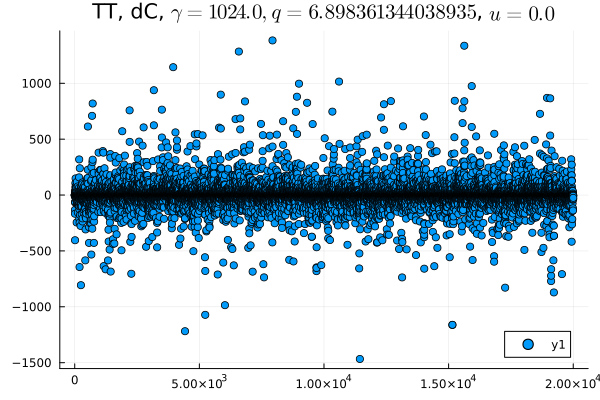 TT, dC, γ = 1024.0, q = 6.898361344038935, u = 0.0
1000
500
0
−500
−1000
−1500
y1
0 5.00×10³ 1.00×10⁴ 1.50×10⁴ 2.00×10⁴